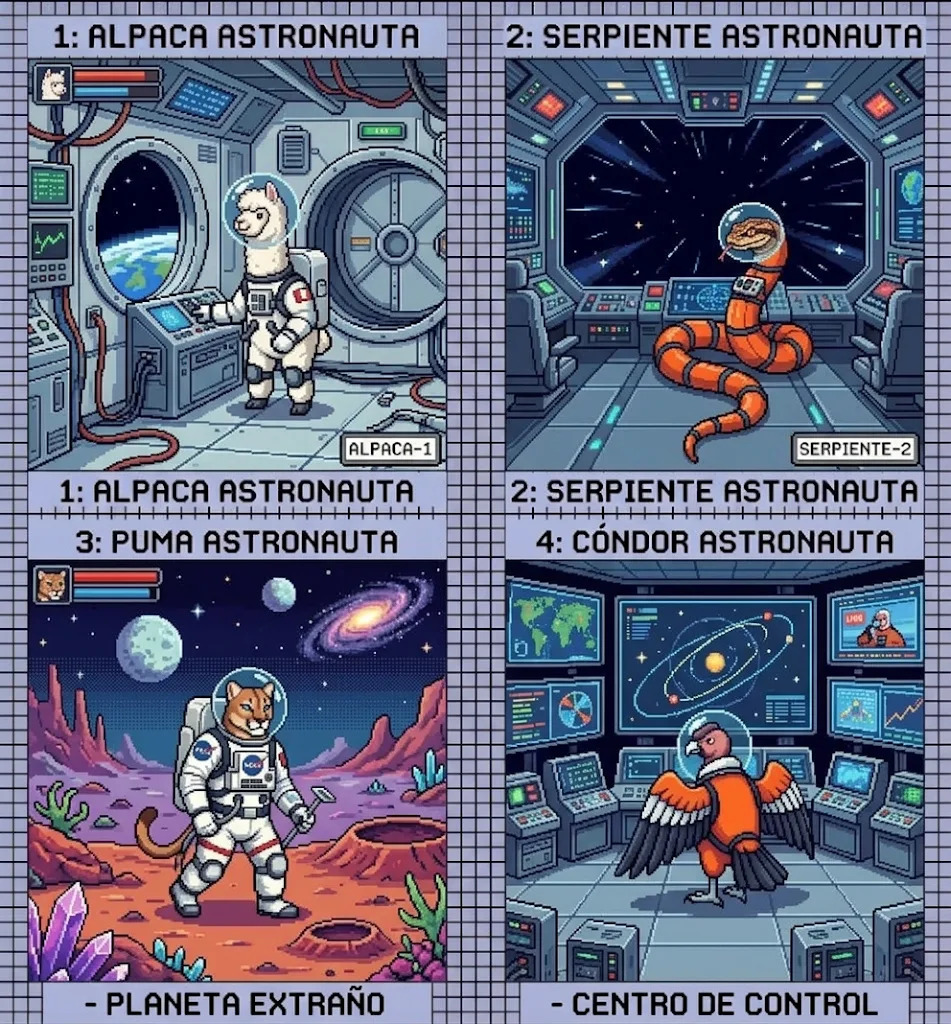 1: ALPACA ASTRONAUTA
2: SERPIENTE ASTRONAUTA
ALPACA-1
SERPIENTE-2
1: ALPACA ASTRONAUTA
2: SERPIENTE ASTRONAUTA
3: PUMA ASTRONAUTA
4: CÓNDOR ASTRONAUTA
- PLANETA EXTRAÑO
- CENTRO DE CONTROL